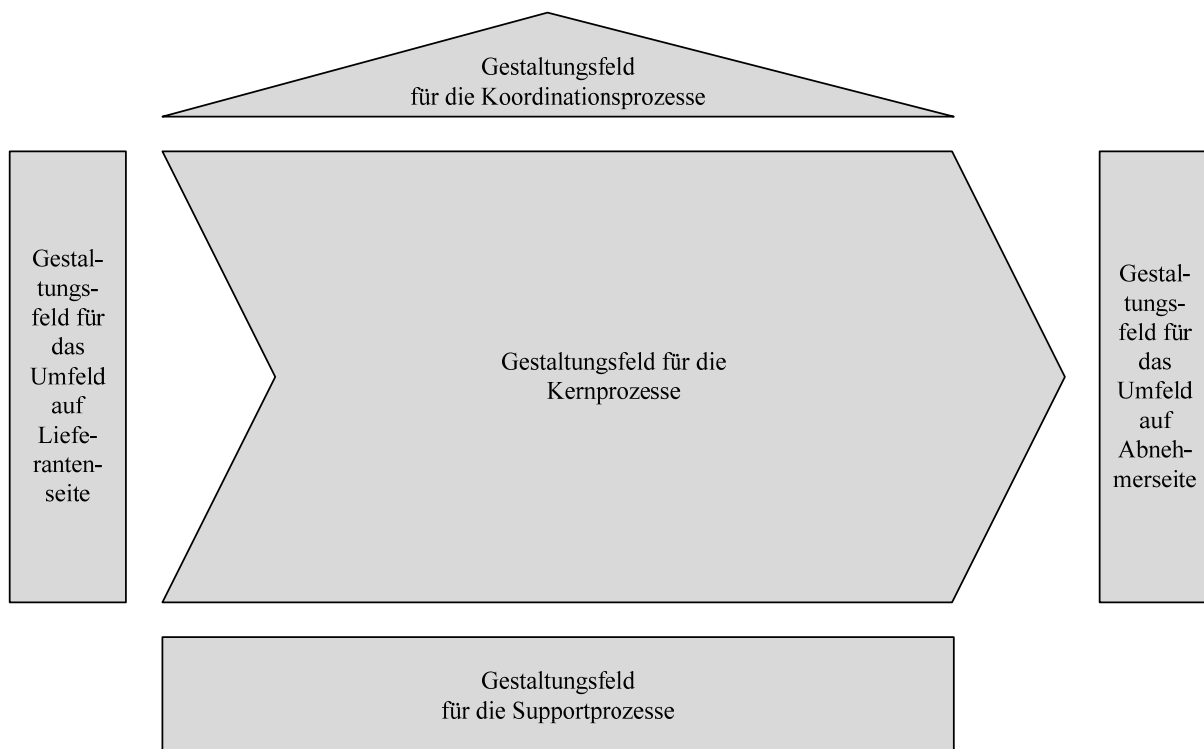 Gestaltungsfeld
für die Koordinationsprozesse
Gestal-
tungs-
feld für
das
Umfeld
auf
Liefe-
ranten-
seite
Gestaltungsfeld für die
Kernprozesse
Gestal-
tungs-
feld für
das
Umfeld
auf
Abneh-
merseite
Gestaltungsfeld
für die Supportprozesse